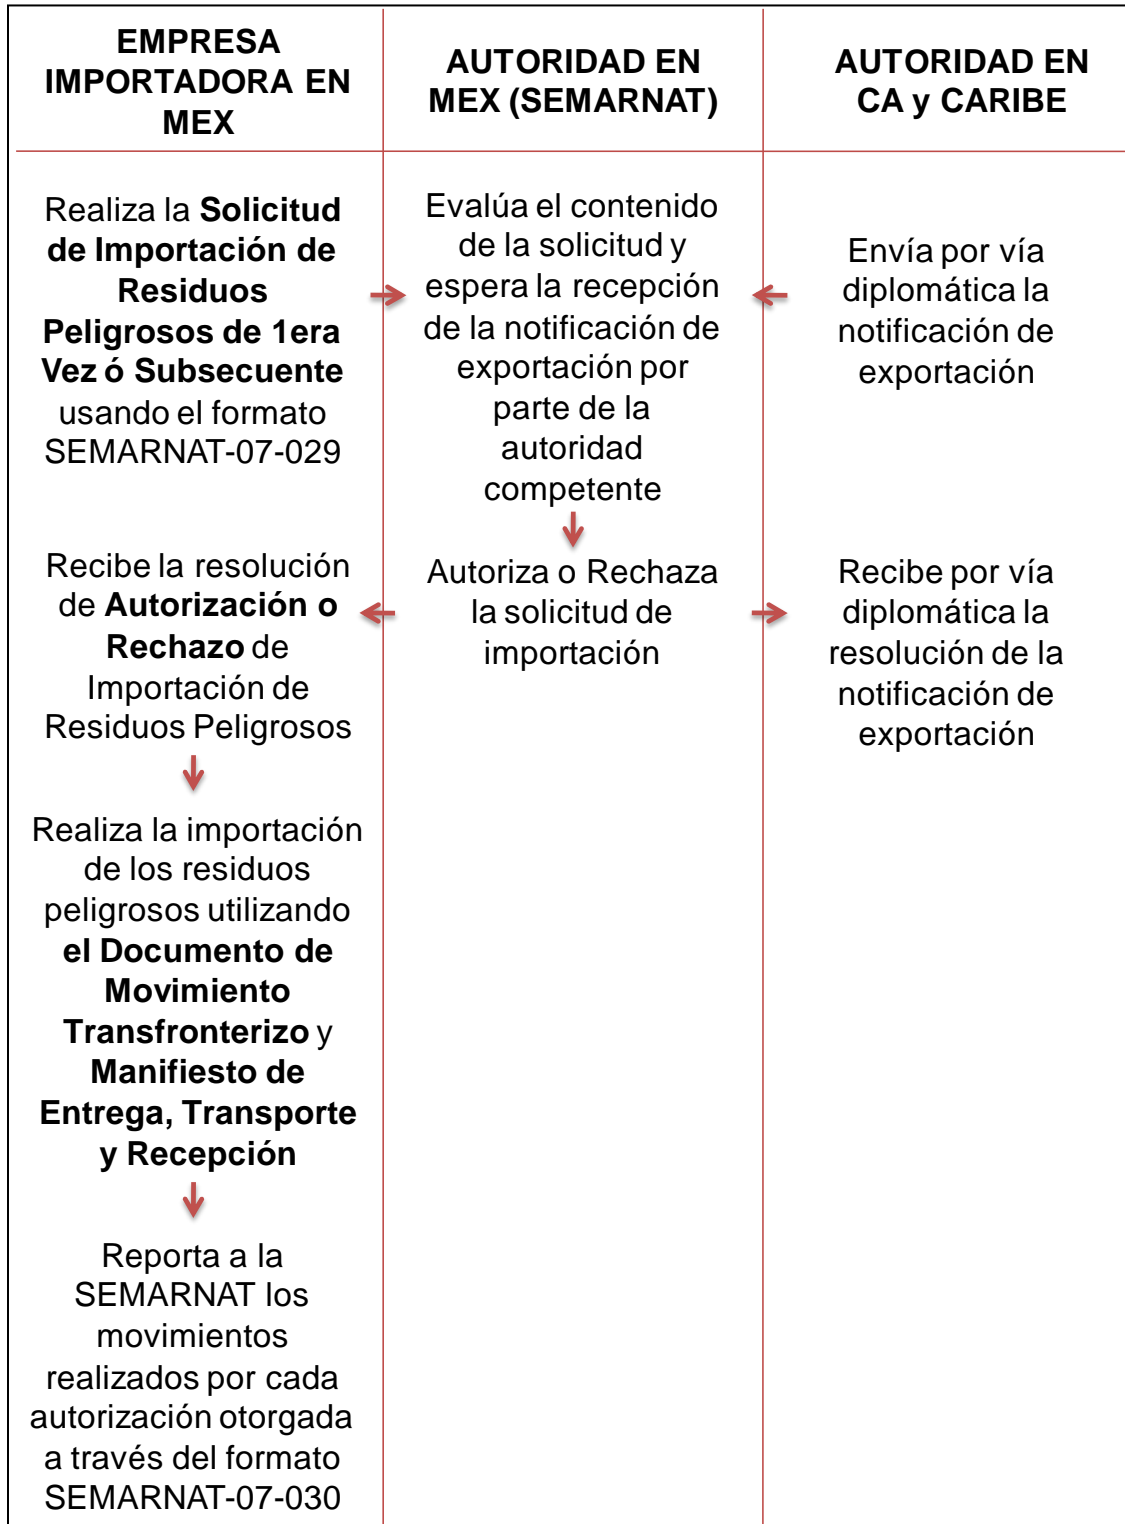 EMPRESA
IMPORTADORA EN
MEX
AUTORIDAD EN
MEX (SEMARNAT)
AUTORIDAD EN
CA y CARIBE
Realiza la Solicitud
de Importación de
Residuos
Peligrosos de 1era
Vez ó Subsecuente
usando el formato
SEMARNAT-07-029
Evalúa el contenido
de la solicitud y
espera la recepción
de la notificación de
exportación por
parte de la
autoridad
competente
Envía por vía
diplomática la
notificación de
exportación
Recibe la resolución
de Autorización o
Rechazo de
Importación de
Residuos Peligrosos
Autoriza o Rechaza
la solicitud de
importación
Recibe por vía
diplomática la
resolución de la
notificación de
exportación
Realiza la importación
de los residuos
peligrosos utilizando
el Documento de
Movimiento
Transfronterizo y
Manifiesto de
Entrega, Transporte
y Recepción
Reporta a la
SEMARNAT los
movimientos
realizados por cada
autorización otorgada
a través del formato
SEMARNAT-07-030